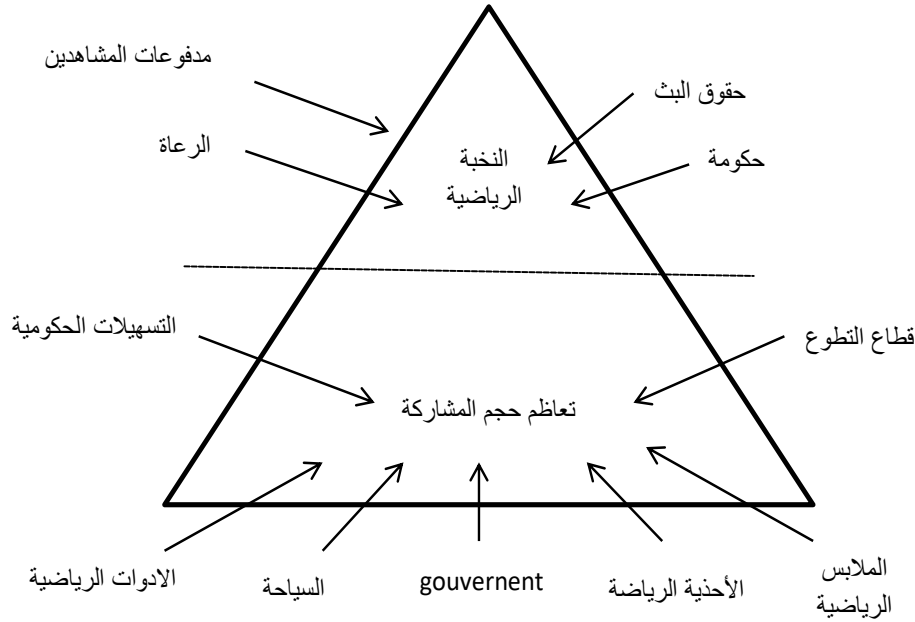 مدفوعات المشاهدين
حقوق البث
الرعاة
النخبة
الرياضية
حكومة
التسهيلات الحكومية
قطاع التطوع
تعاظم حجم المشاركة
الملابس
الرياضية
الأحذية الرياضة
gouvernent
السياحة
الادوات الرياضية